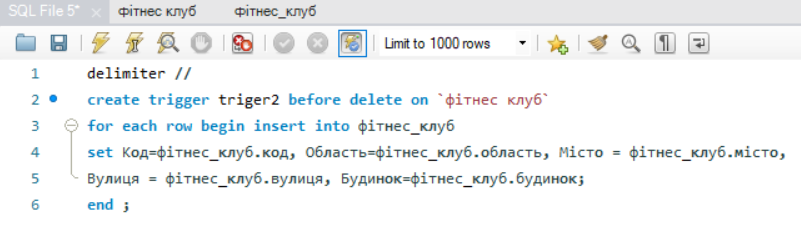 SQL File 5* × фітнес клуб фітнес_клуб
Limit to 1000 rows
1 delimiter //
2 create trigger triger2 before delete on `фітнес клуб`
3 for each row begin insert into фітнес_клуб
4 set Код=фітнес_клуб.код, Область=фітнес_клуб.область, Місто = фітнес_клуб.місто,
5 Вулиця = фітнес_клуб.вулиця, Будинок=фітнес_клуб.будинок;
6 end ;